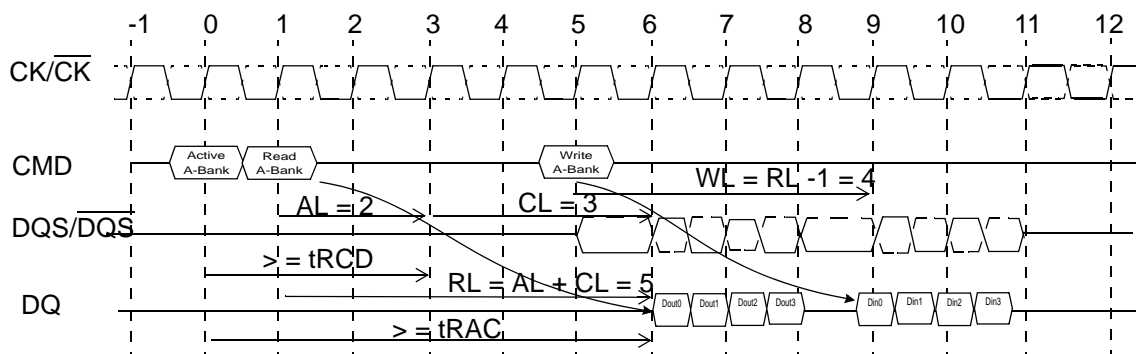 -1 0 1 2 3 4 5 6 7 8 9 10 11 12
CK/CK
CMD
Active
A-Bank
Read
A-Bank
Write
A-Bank
WL = RL -1 = 4
AL = 2
CL = 3
DQS/DQS
> = tRCD
RL = AL + CL = 5
DQ
Dout0 Dout1 Dout2 Dout3
Din0 Din1 Din2 Din3
> = tRAC